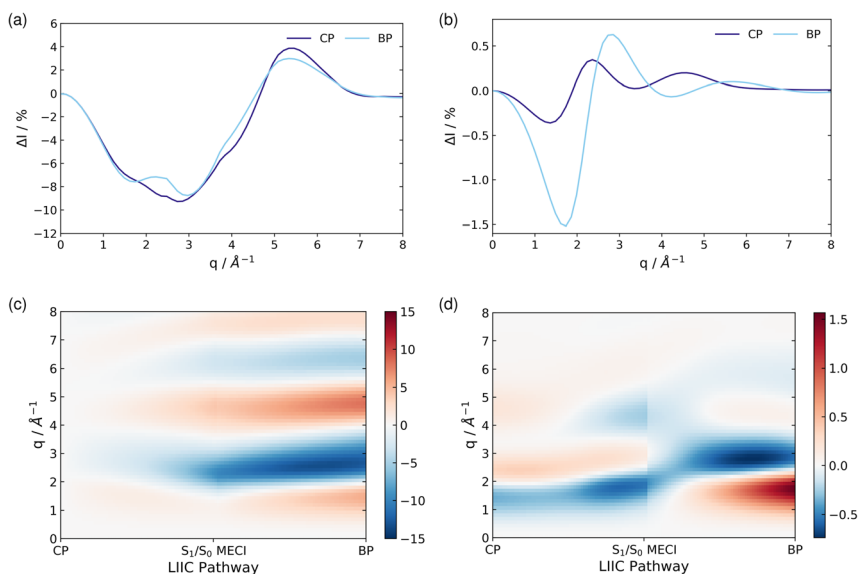 (a)
CP BP
6
4
2
0
−2
−4
−6
−8
−10
−12
ΔI / %
0 1 2 3 4 5 6 7 8
q / Å⁻¹
(b)
CP BP
0.5
0.0
−0.5
−1.0
−1.5
ΔI / %
0 1 2 3 4 5 6 7 8
q / Å⁻¹
(c)
8
7
6
5
4
3
2
1
0
q / Å⁻¹
CP S₁/S₀ MECI BP
LIIC Pathway
15
10
5
0
−5
−10
−15
(d)
8
7
6
5
4
3
2
1
0
q / Å⁻¹
CP S₁/S₀ MECI BP
LIIC Pathway
1.5
1.0
0.5
0.0
−0.5